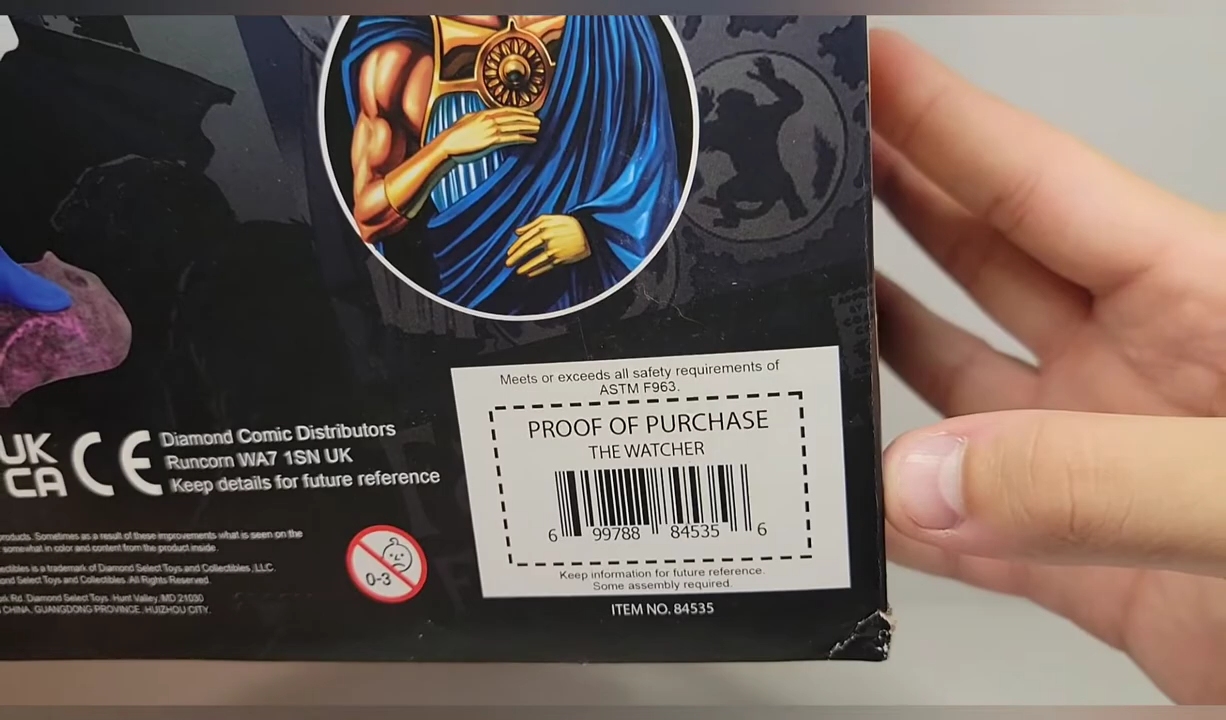 Meets or exceeds all safety requirements of
ASTM F963.
PROOF OF PURCHASE
THE WATCHER
6 99788 84535 6
Keep information for future reference.
Some assembly required.
ITEM NO. 84535
UK
CA CE
Diamond Comic Distributors
Runcorn WA7 1SN UK
Keep details for future reference
0-3
products. Sometimes as a result of these improvements what is seen on the
somewhat in color and content from the product inside.
ectibles is a trademark of Diamond Select Toys and Collectibles, LLC.
ond Select Toys and Collectibles. All Rights Reserved.
Rd. Diamond Select Toys. Hunt Valley, MD 21030
CHINA, GUANGDONG PROVINCE, HUIZHOU CITY.